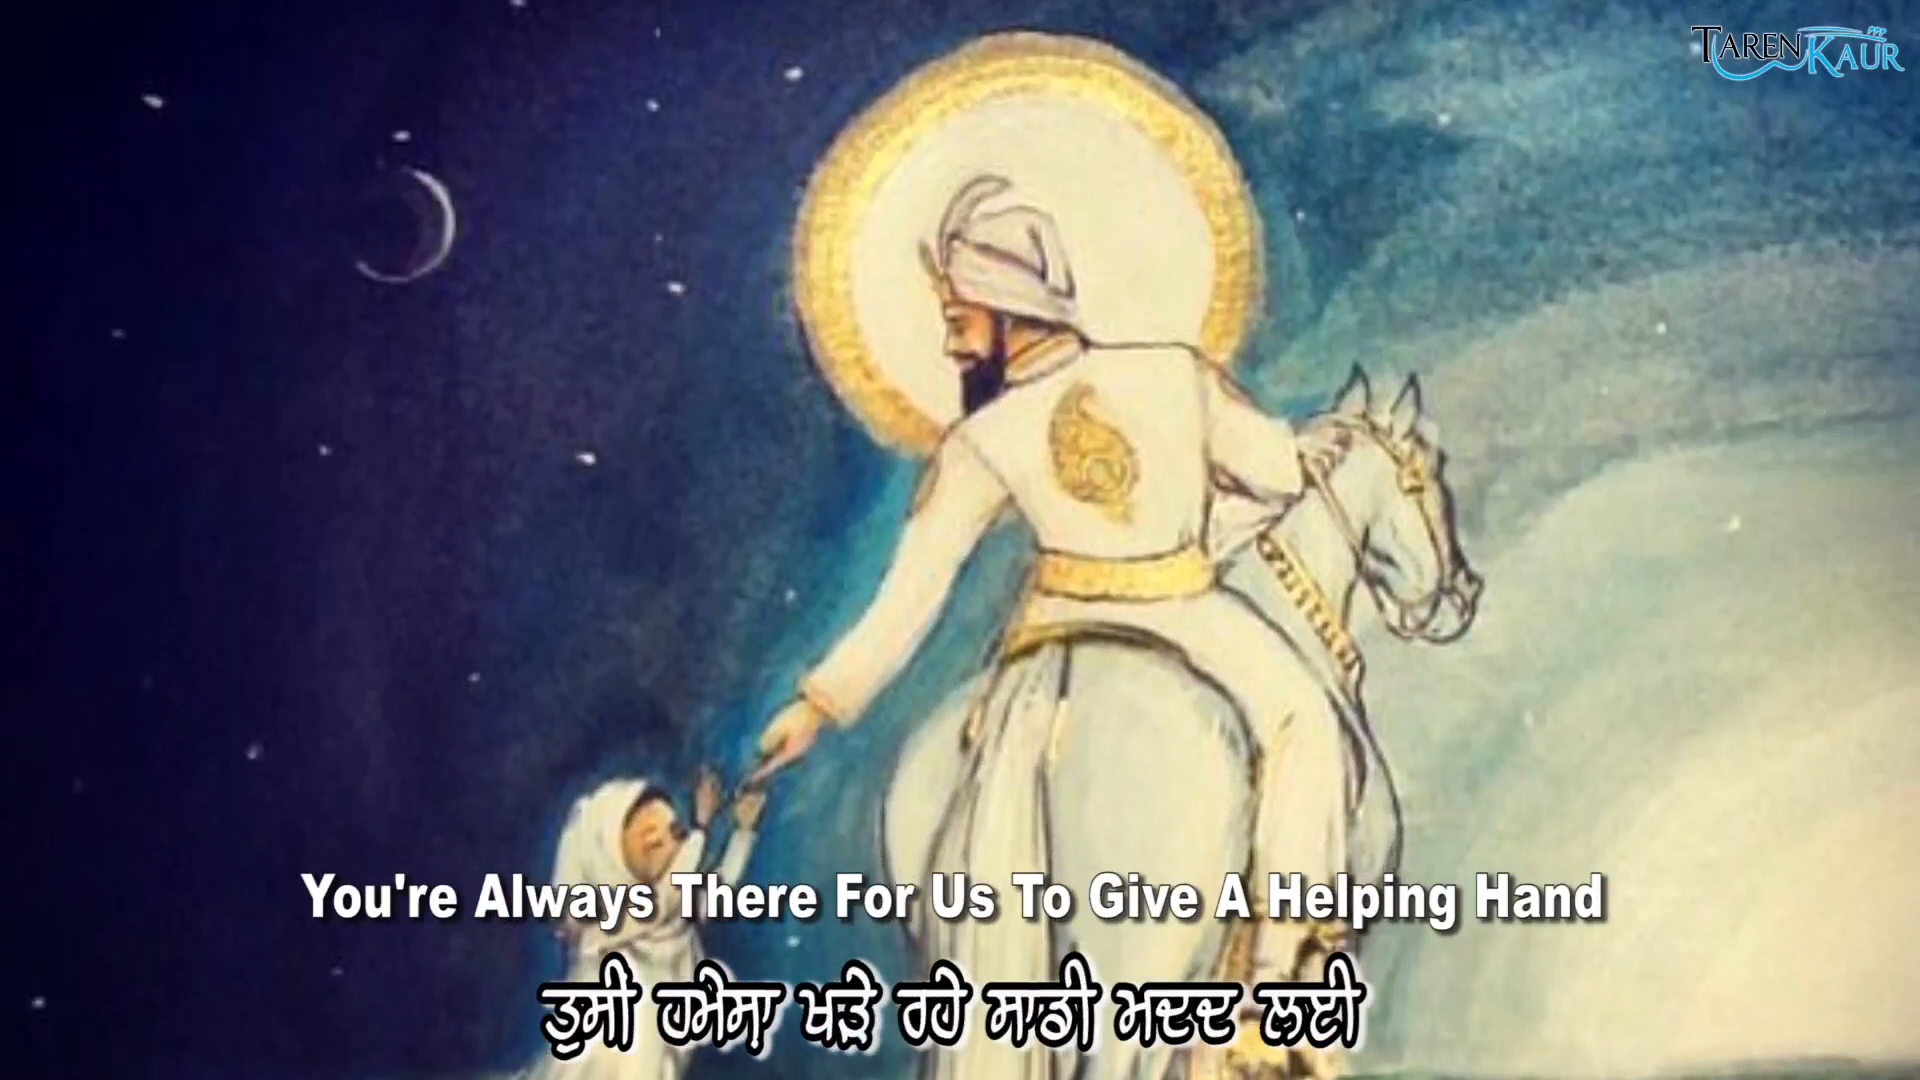 TAREN KAUR
You're Always There For Us To Give A Helping Hand
ਤੁਸੀਂ ਹਮੇਸ਼ਾ ਖੜ੍ਹੇ ਰਹੇ ਸਾਡੀ ਮਦਦ ਲਈ